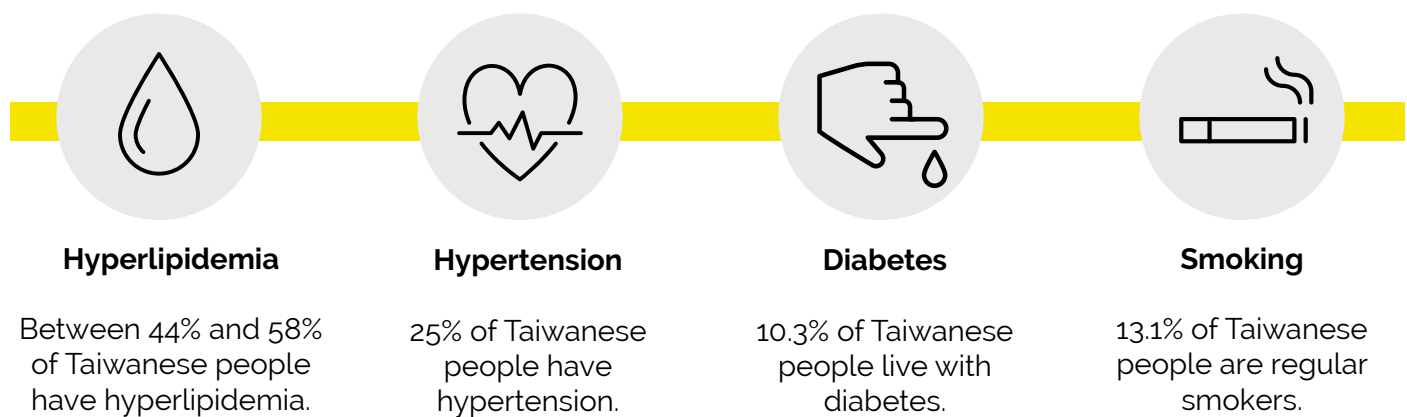 Hyperlipidemia
Between 44% and 58%
of Taiwanese people
have hyperlipidemia.
Hypertension
25% of Taiwanese
people have
hypertension.
Diabetes
10.3% of Taiwanese
people live with
diabetes.
Smoking
13.1% of Taiwanese
people are regular
smokers.